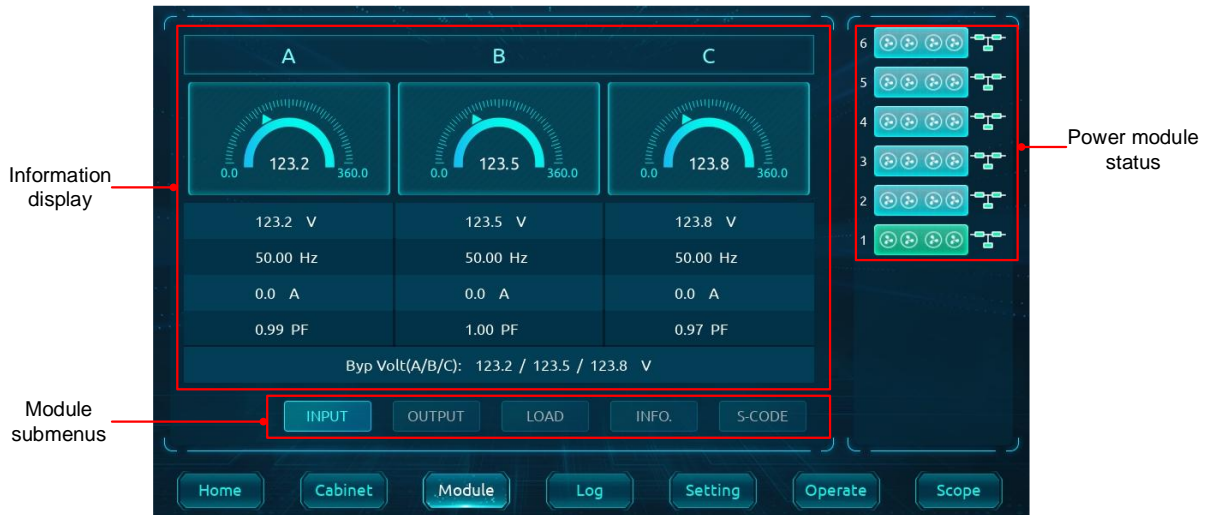 A B C
123.2
0.0 360.0
123.5
0.0 360.0
123.8
0.0 360.0
123.2 V 123.5 V 123.8 V
50.00 Hz 50.00 Hz 50.00 Hz
0.0 A 0.0 A 0.0 A
0.99 PF 1.00 PF 0.97 PF
Byp Volt(A/B/C): 123.2 / 123.5 / 123.8 V
INPUT OUTPUT LOAD INFO. S-CODE
6
5
4
3
2
1
Home Cabinet Module Log Setting Operate Scope
Information
display
Module
submenus
Power module
status